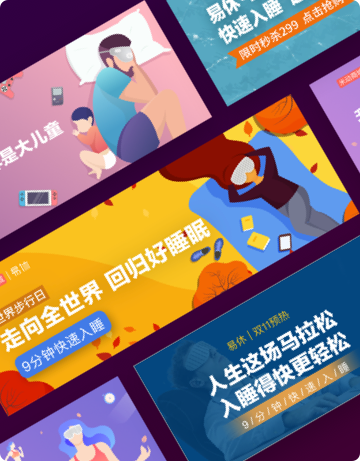 易休
快速入睡
限时秒杀299 点击抢购
是大儿童
易休
世界步行日
走向全世界 回归好睡眠
9分钟快速入睡
易休|双11预热
人生这场马拉松
入睡得快更轻松
9/分/钟/快/速/入/睡